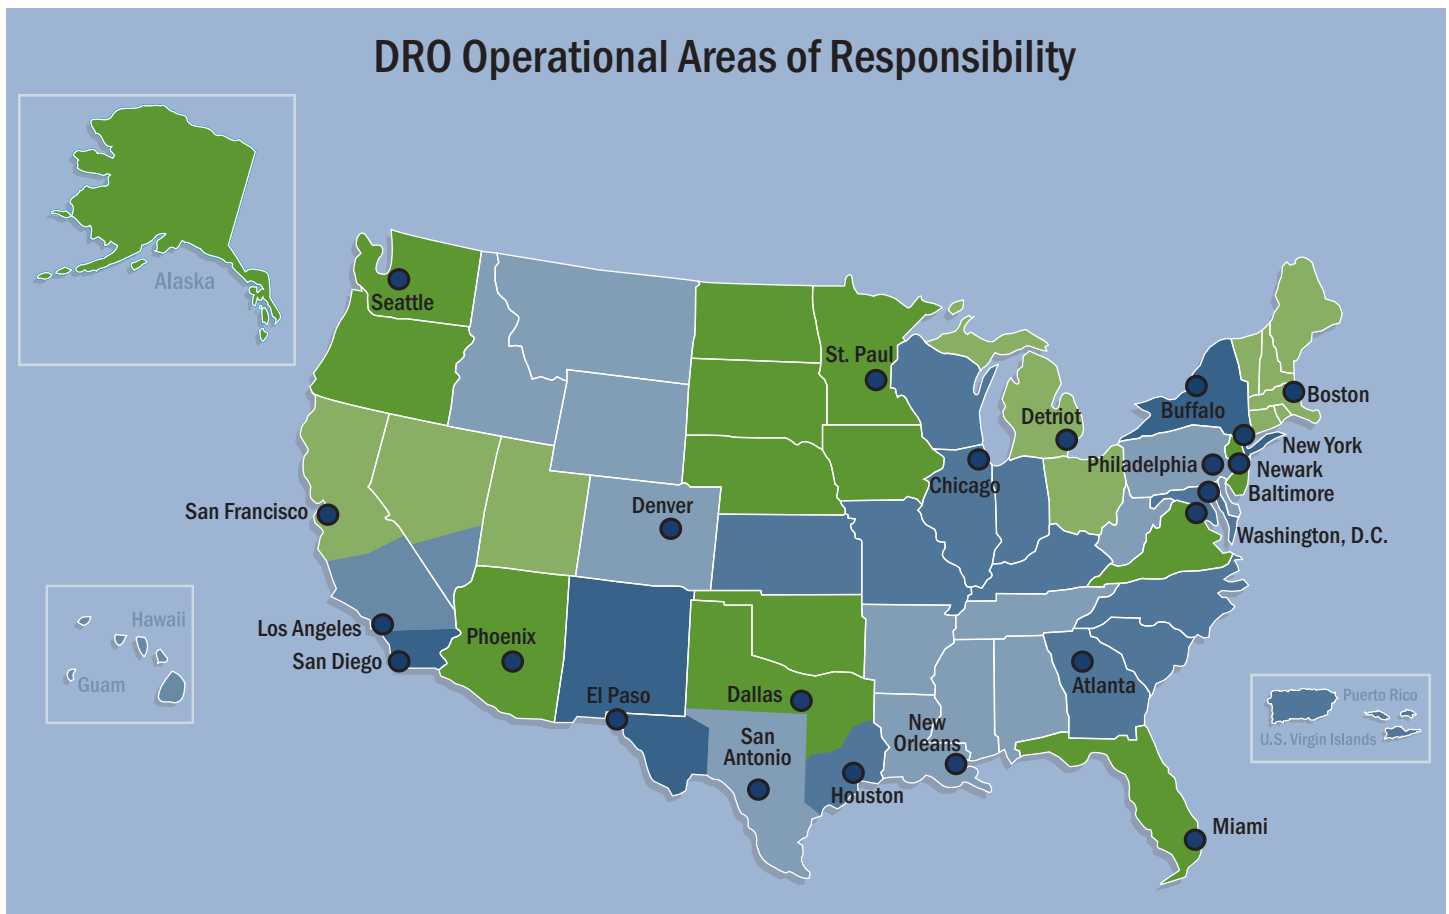 DRO Operational Areas of Responsibility
Alaska
Seattle
St. Paul
Boston
Detriot
Buffalo
New York
Philadelphia
Newark
Chicago
Baltimore
San Francisco
Denver
Washington, D.C.
Hawaii
Los Angeles
Phoenix
San Diego
Guam
El Paso
Dallas
Atlanta
Puerto Rico
New
Orleans
U.S. Virgin Islands
San
Antonio
Houston
Miami